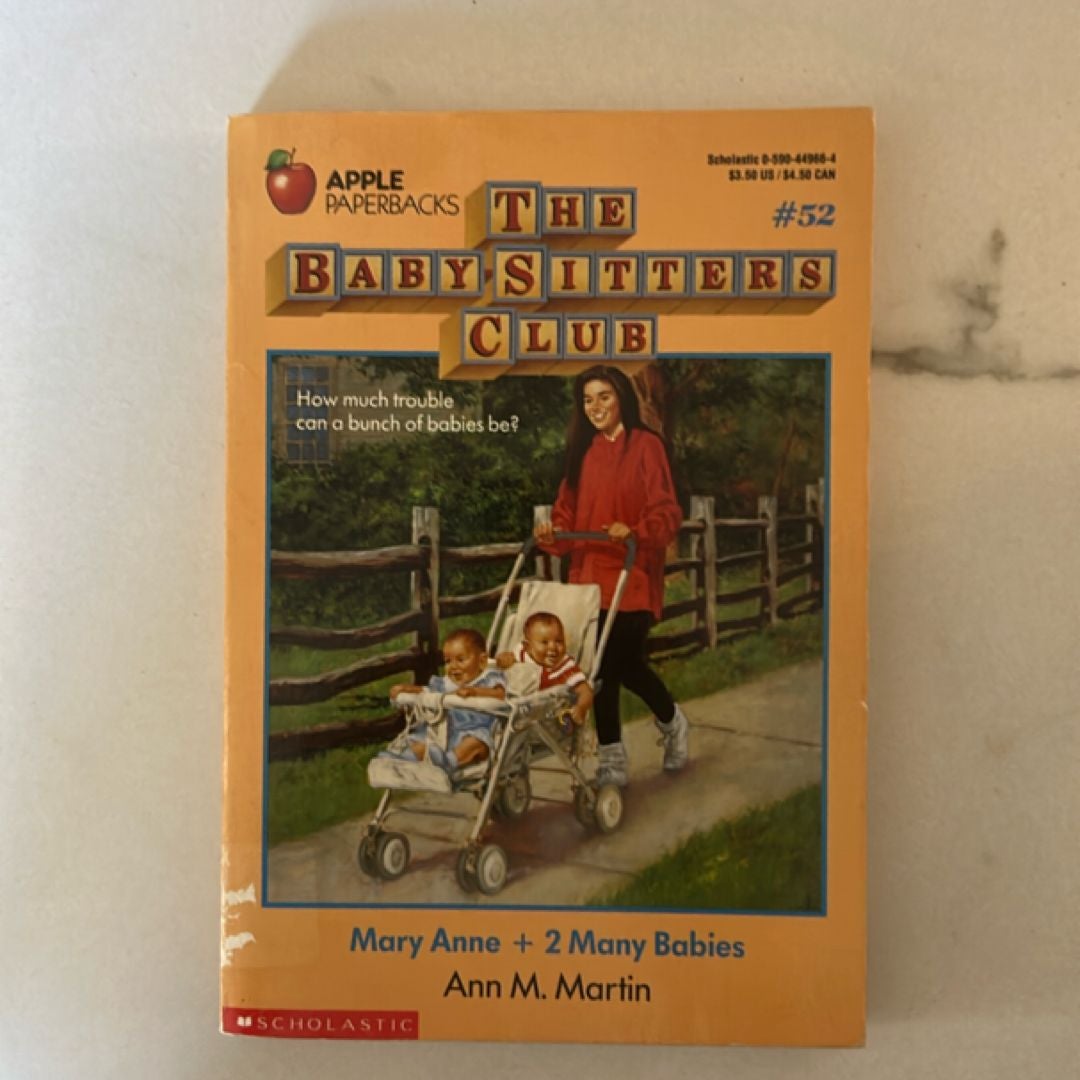 APPLE
PAPERBACKS
Scholastic 0-590-44966-4
$3.50 US / $4.50 CAN
#52
THE
BABY-SITTERS
CLUB
How much trouble
can a bunch of babies be?
Mary Anne + 2 Many Babies
Ann M. Martin
SCHOLASTIC